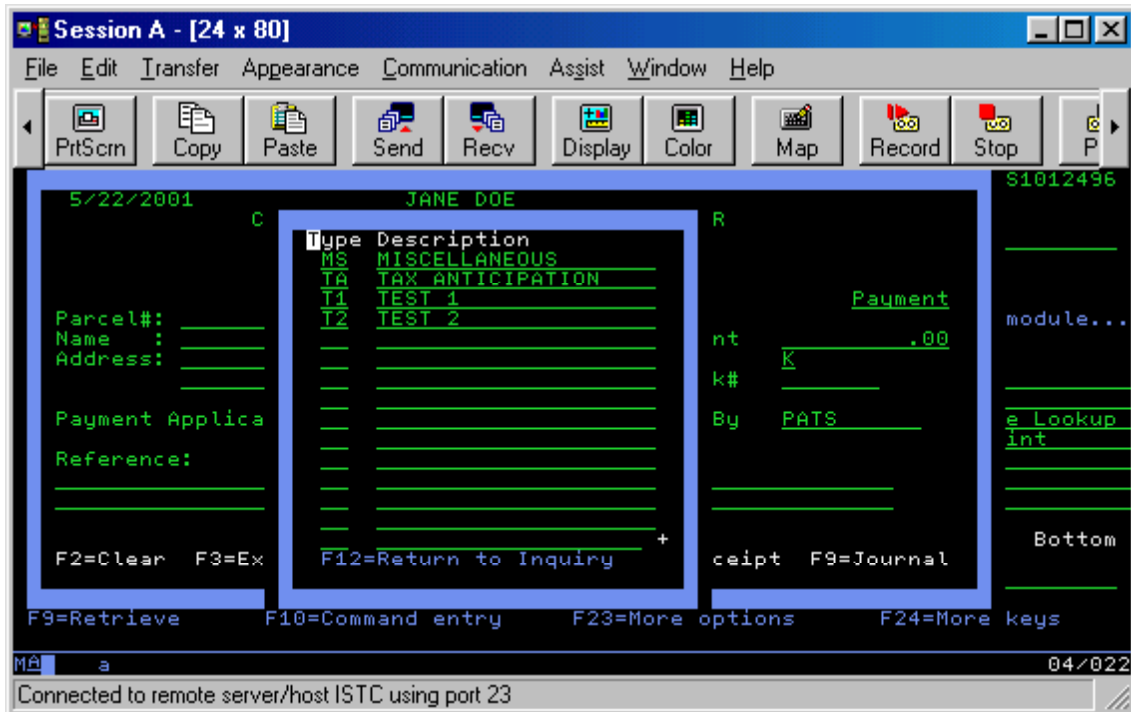 Session A - [24 x 80]
File Edit Transfer Appearance Communication Assist Window Help
PrtScrn Copy Paste Send Recv Display Color Map Record Stop P
S1012496
5/22/2001 JANE DOE
C R
Type Description
MS MISCELLANEOUS
TA TAX ANTICIPATION
T1 TEST 1 Payment
Parcel#: T2 TEST 2 module...
Name : nt .00
Address: K
k#
Payment Applica By PATS e Lookup
int
Reference:
+ Bottom
F2=Clear F3=Ex F12=Return to Inquiry ceipt F9=Journal
F9=Retrieve F10=Command entry F23=More options F24=More keys
MA a 04/022
Connected to remote server/host ISTC using port 23